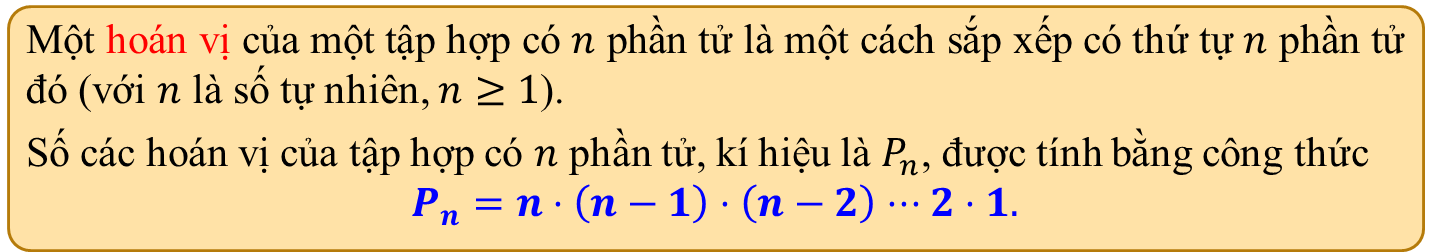 Một hoán vị của một tập hợp có n phần tử là một cách sắp xếp có thứ tự n phần tử
đó (với n là số tự nhiên, n ≥ 1).
Số các hoán vị của tập hợp có n phần tử, kí hiệu là Pₙ, được tính bằng công thức
Pₙ = n · (n − 1) · (n − 2) ⋯ 2 · 1.